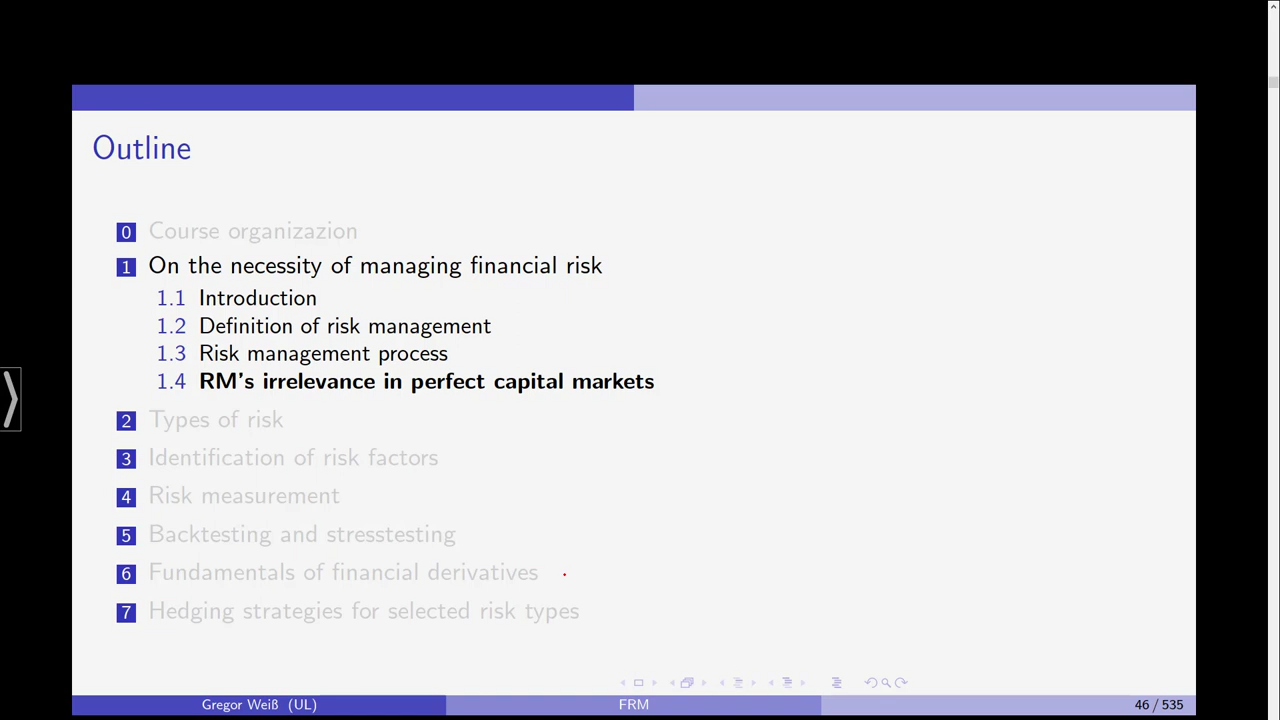 Outline
0 Course organizazion
1 On the necessity of managing financial risk
1.1 Introduction
1.2 Definition of risk management
1.3 Risk management process
1.4 RM's irrelevance in perfect capital markets
2 Types of risk
3 Identification of risk factors
4 Risk measurement
5 Backtesting and stresstesting
6 Fundamentals of financial derivatives
7 Hedging strategies for selected risk types
Gregor Weiß (UL) FRM 46 / 535